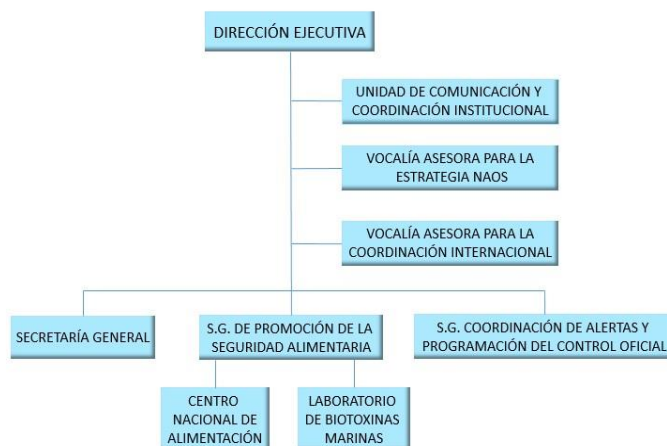 DIRECCIÓN EJECUTIVA
UNIDAD DE COMUNICACIÓN Y
COORDINACIÓN INSTITUCIONAL
VOCALÍA ASESORA PARA LA
ESTRATEGIA NAOS
VOCALÍA ASESORA PARA LA
COORDINACIÓN INTERNACIONAL
SECRETARÍA GENERAL
S.G. DE PROMOCIÓN DE LA
SEGURIDAD ALIMENTARIA
S.G. COORDINACIÓN DE ALERTAS Y
PROGRAMACIÓN DEL CONTROL OFICIAL
CENTRO
NACIONAL DE
ALIMENTACIÓN
LABORATORIO
DE BIOTOXINAS
MARINAS